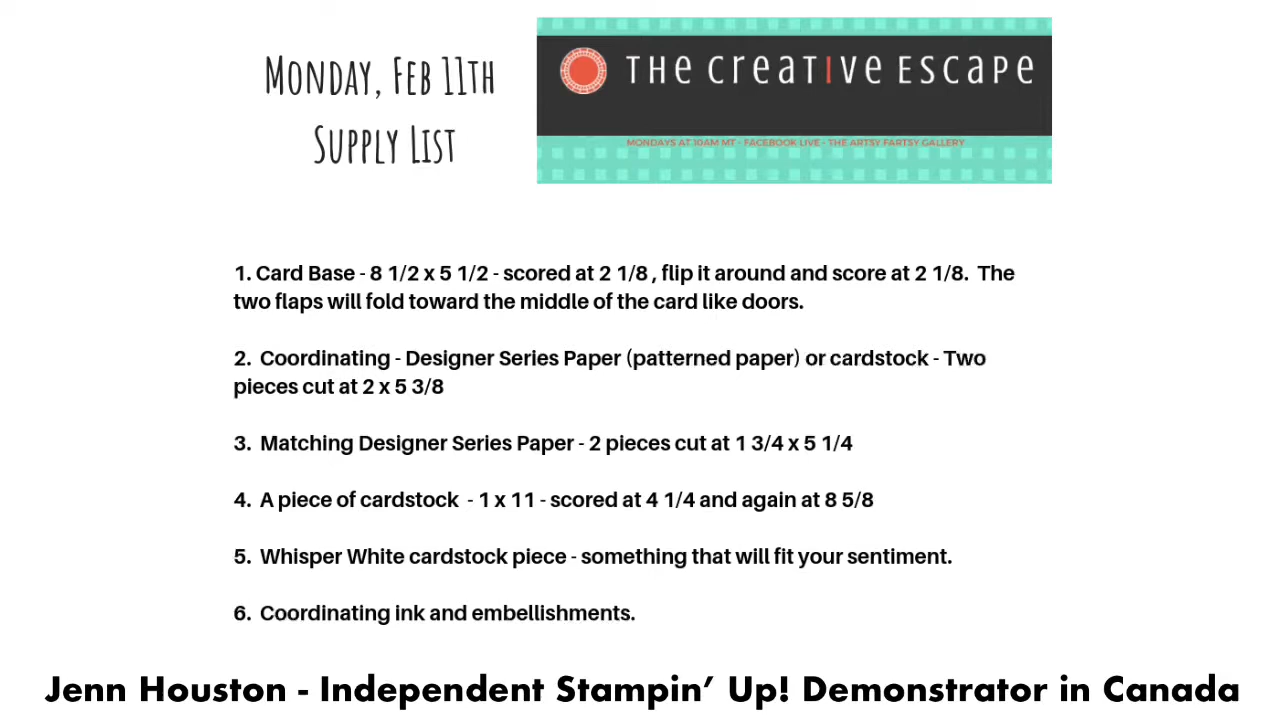 Monday, Feb 11th
Supply List
THE CREATIVE ESCAPE
MONDAYS AT 10AM MT - FACEBOOK LIVE - THE ARTSY FARTSY GALLERY
1. Card Base - 8 1/2 x 5 1/2 - scored at 2 1/8 , flip it around and score at 2 1/8.  The
two flaps will fold toward the middle of the card like doors.
2.  Coordinating - Designer Series Paper (patterned paper) or cardstock - Two
pieces cut at 2 x 5 3/8
3.  Matching Designer Series Paper - 2 pieces cut at 1 3/4 x 5 1/4
4.  A piece of cardstock  - 1 x 11 - scored at 4 1/4 and again at 8 5/8
5.  Whisper White cardstock piece - something that will fit your sentiment.
6.  Coordinating ink and embellishments.
Jenn Houston - Independent Stampin’ Up! Demonstrator in Canada